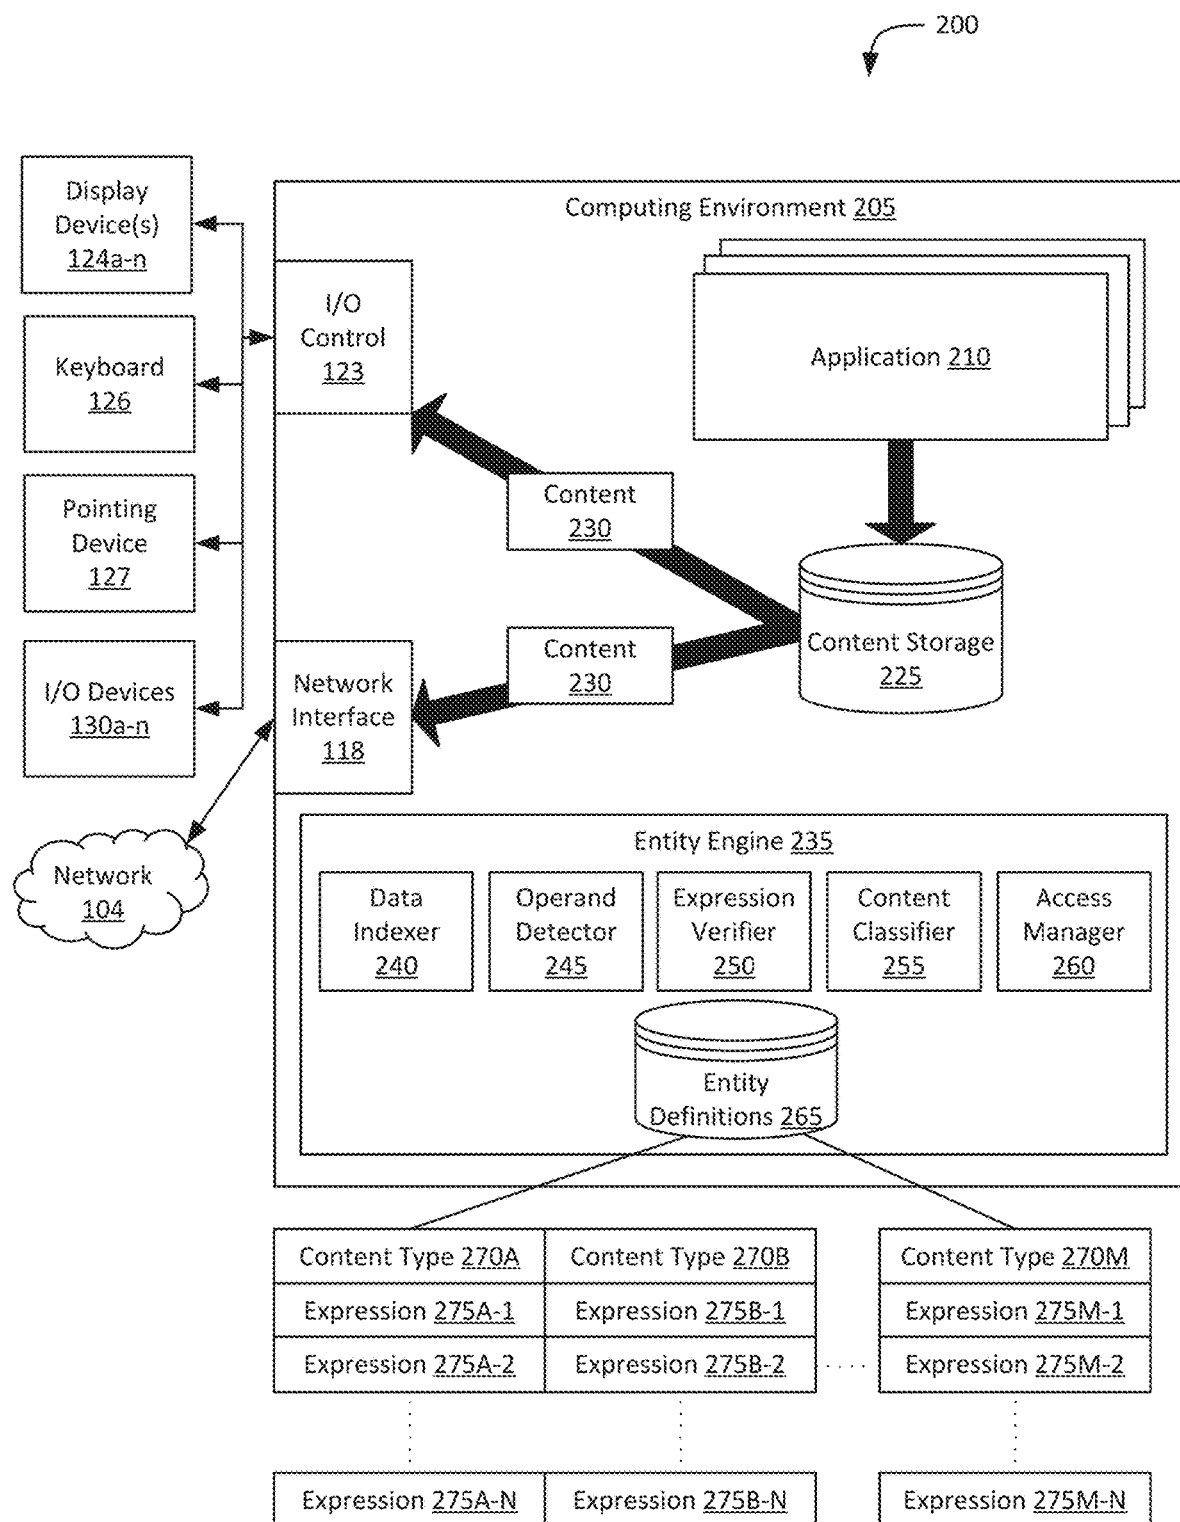 200
Display
Device(s)
124a-n
Keyboard
126
Pointing
Device
127
I/O Devices
130a-n
Network
104
Computing Environment 205
I/O
Control
123
Application 210
Content
230
Content
230
Content Storage
225
Network
Interface
118
Entity Engine 235
Data
Indexer
240
Operand
Detector
245
Expression
Verifier
250
Content
Classifier
255
Access
Manager
260
Entity
Definitions 265
Content Type 270A
Content Type 270B
Content Type 270M
Expression 275A-1
Expression 275B-1
Expression 275M-1
Expression 275A-2
Expression 275B-2
Expression 275M-2
Expression 275A-N
Expression 275B-N
Expression 275M-N